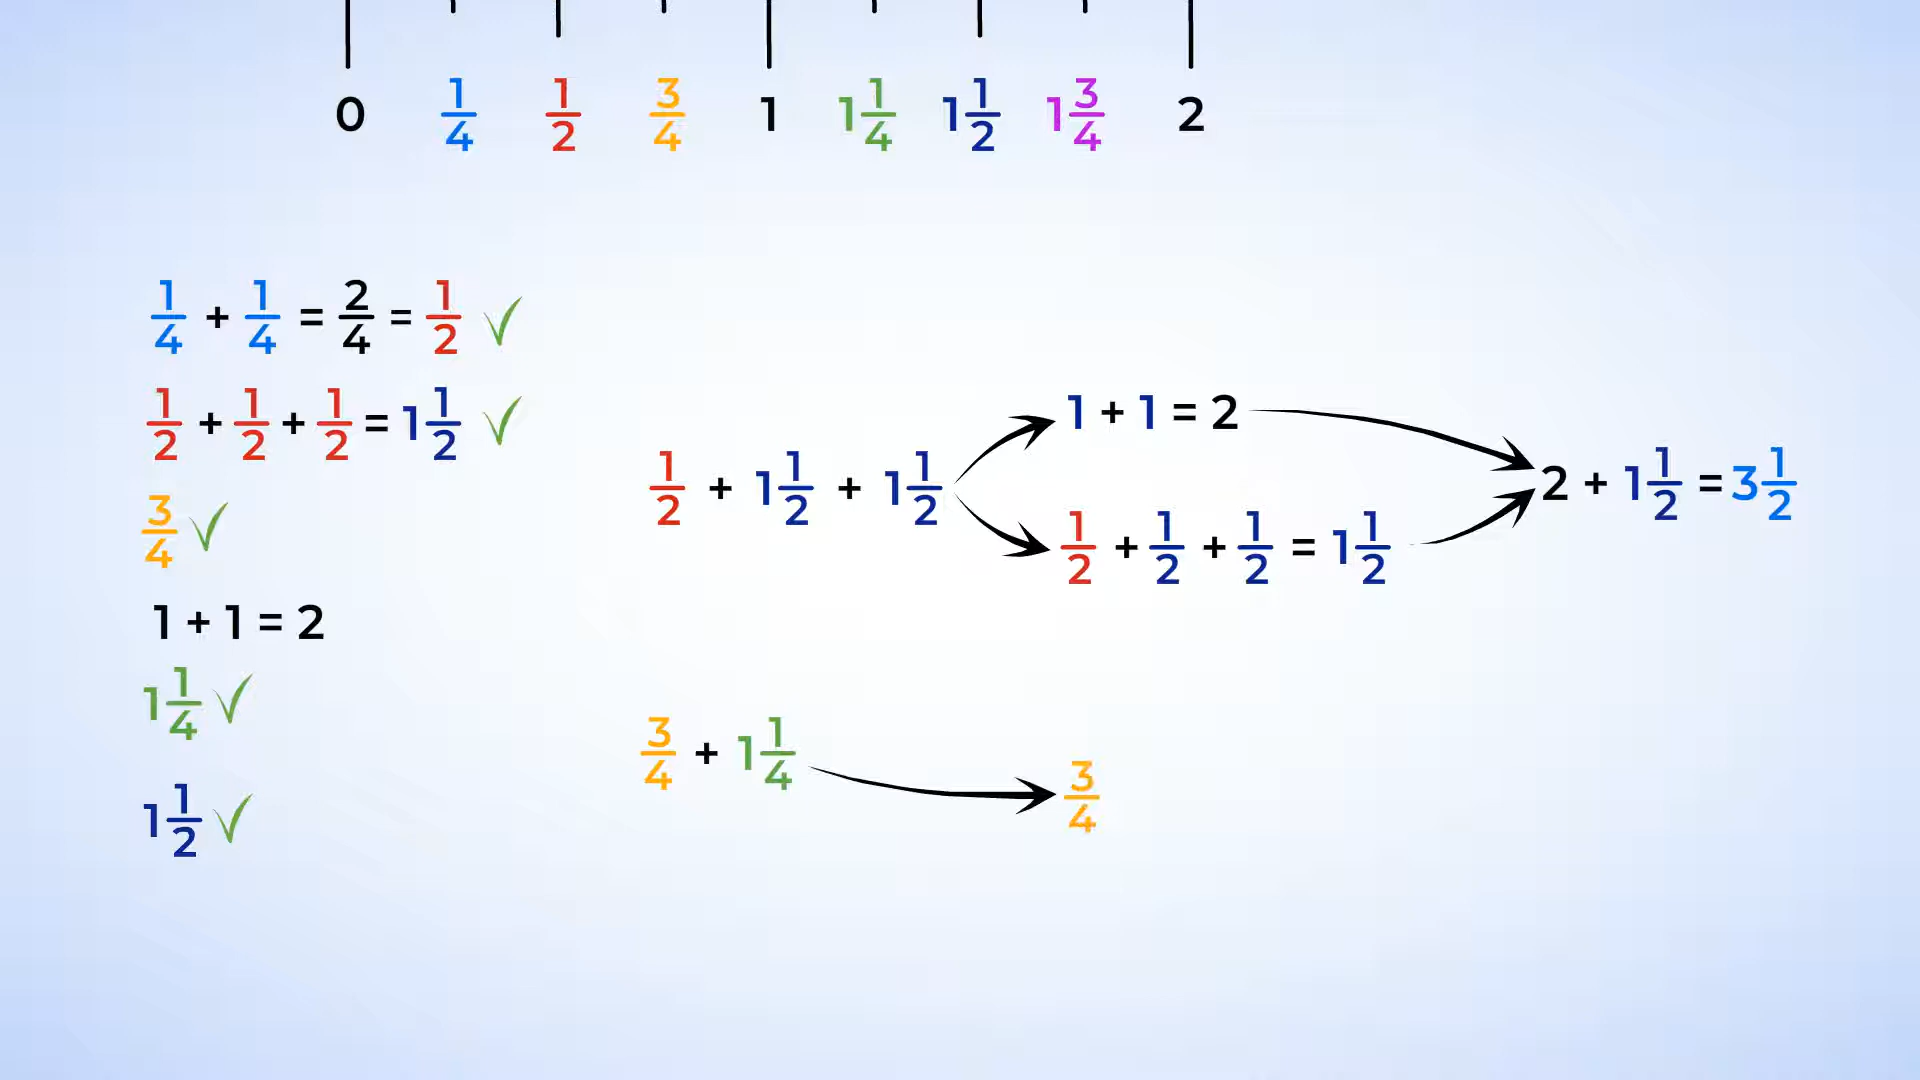 0 1/4 1/2 3/4 1 1 1/4 1 1/2 1 3/4 2
1/4 + 1/4 = 2/4 = 1/2 ✓
1/2 + 1/2 + 1/2 = 1 1/2 ✓
3/4 ✓
1 + 1 = 2
1 1/4 ✓
1 1/2 ✓
1/2 + 1 1/2 + 1 1/2
1 + 1 = 2
1/2 + 1/2 + 1/2 = 1 1/2
2 + 1 1/2 = 3 1/2
3/4 + 1 1/4
3/4